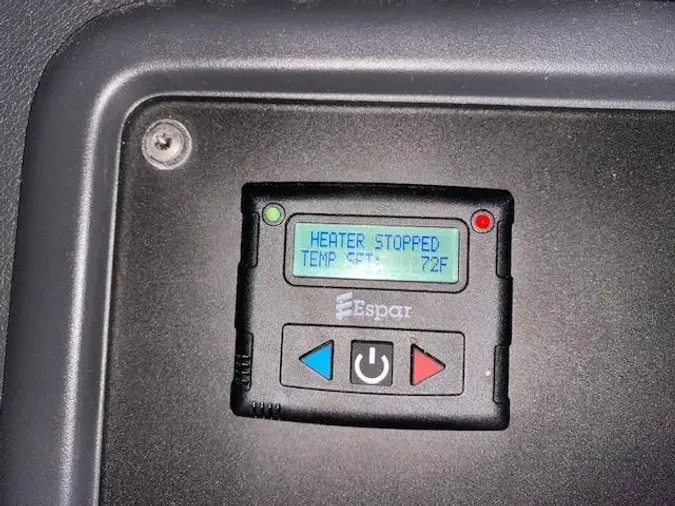 HEATER STOPPED
TEMP SET: 72F
Espar